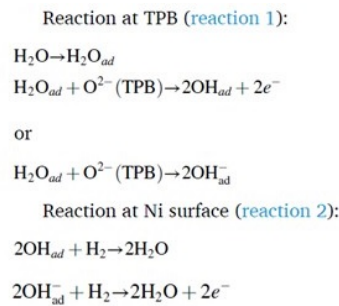 Reaction at TPB (reaction 1):
H₂O→H₂Oₐd
H₂Oₐd + O²⁻ (TPB)→2OHₐd + 2e⁻
or
H₂Oₐd + O²⁻ (TPB)→2OH⁻ₐd
Reaction at Ni surface (reaction 2):
2OHₐd + H₂→2H₂O
2OH⁻ₐd + H₂→2H₂O + 2e⁻